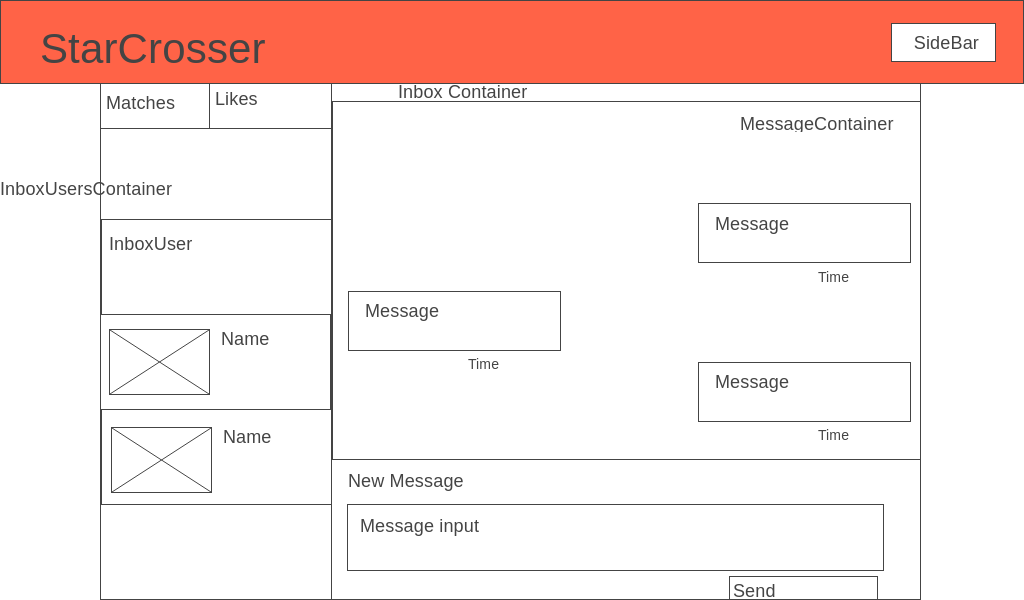 StarCrosser
SideBar
Inbox Container
Matches
Likes
MessageContainer
InboxUsersContainer
Message
InboxUser
Time
Message
Name
Time
Message
Time
Name
New Message
Message input
Send